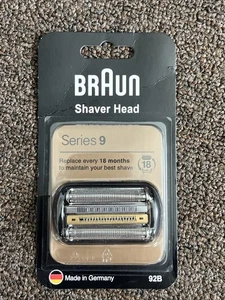 BRAUN
Shaver Head
Series 9
Replace every 18 months
to maintain your best shave
18
Made in Germany
92B